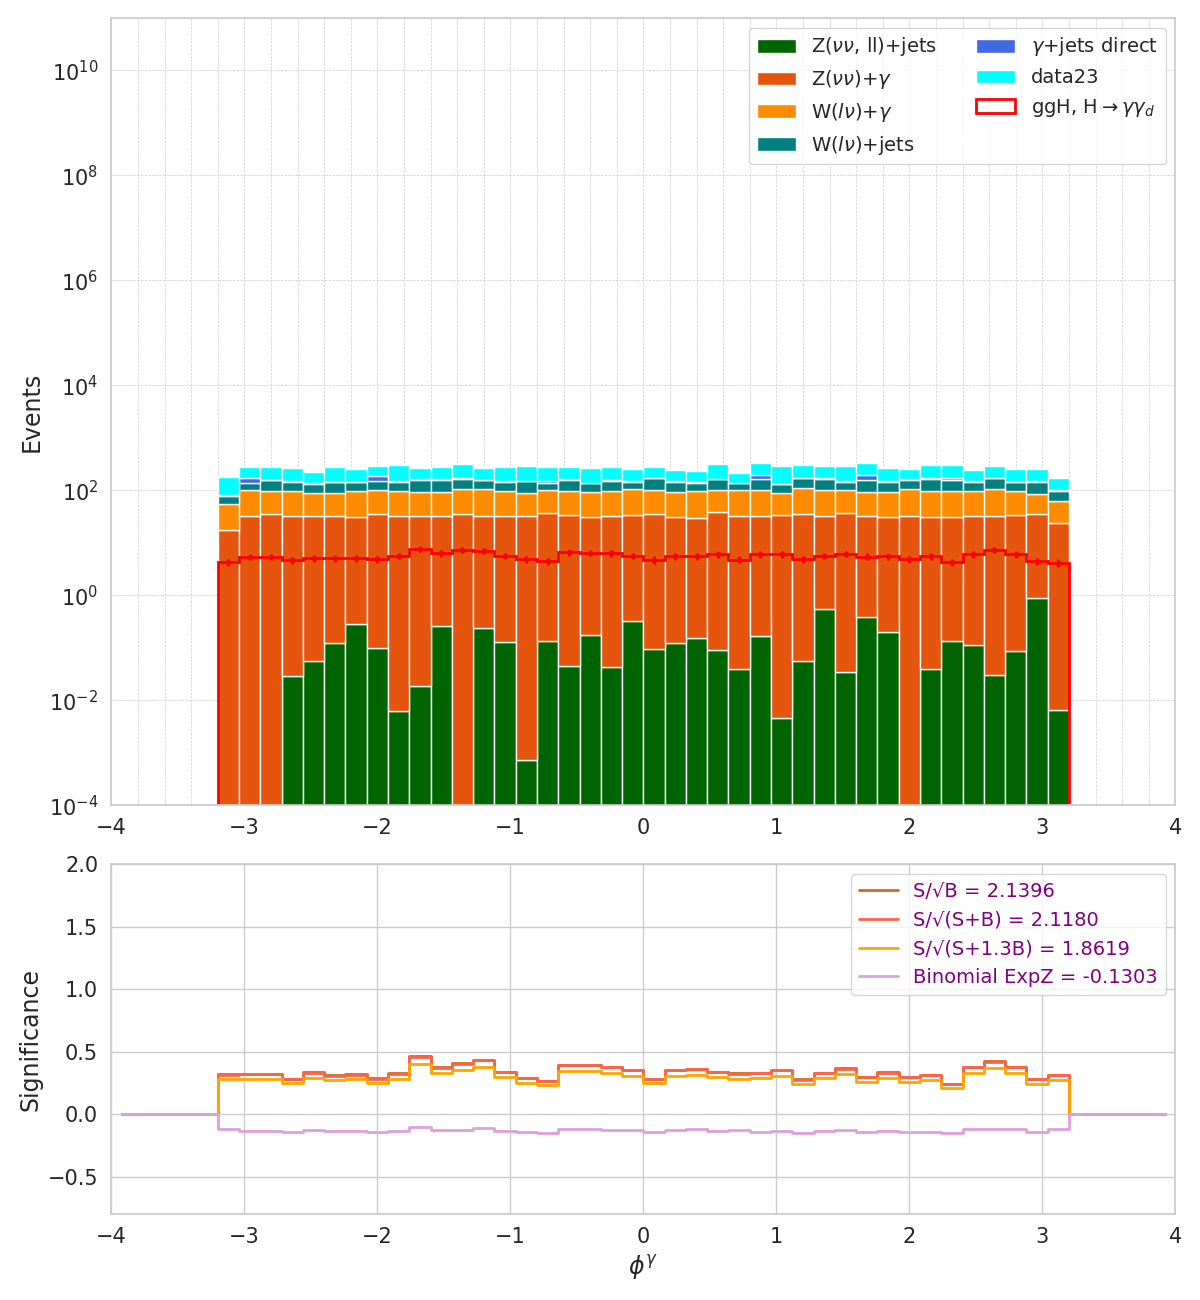 Z(νν, ll)+jets
Z(νν)+γ
W(lν)+γ
W(lν)+jets
γ+jets direct
data23
ggH, H→γγ_d
Events
10^10
10^8
10^6
10^4
10^2
10^0
10^−2
10^−4
−4 −3 −2 −1 0 1 2 3 4
S/√B = 2.1396
S/√(S+B) = 2.1180
S/√(S+1.3B) = 1.8619
Binomial ExpZ = -0.1303
Significance
2.0
1.5
1.0
0.5
0.0
−0.5
−4 −3 −2 −1 0 1 2 3 4
ϕ^γ